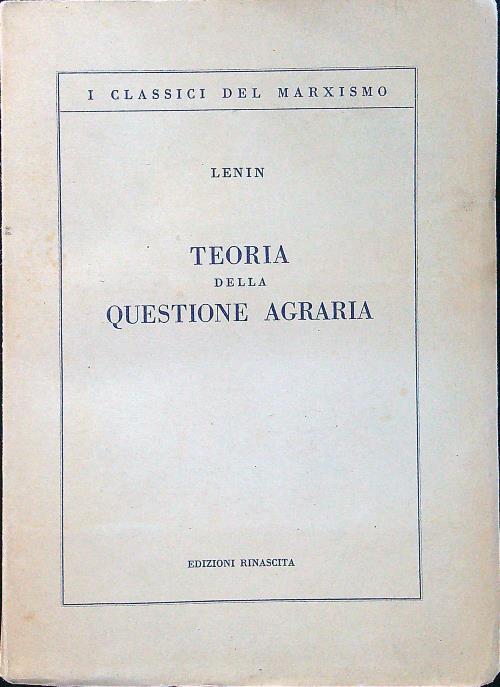 I CLASSICI DEL MARXISMO
LENIN
TEORIA
DELLA
QUESTIONE AGRARIA
EDIZIONI RINASCITA